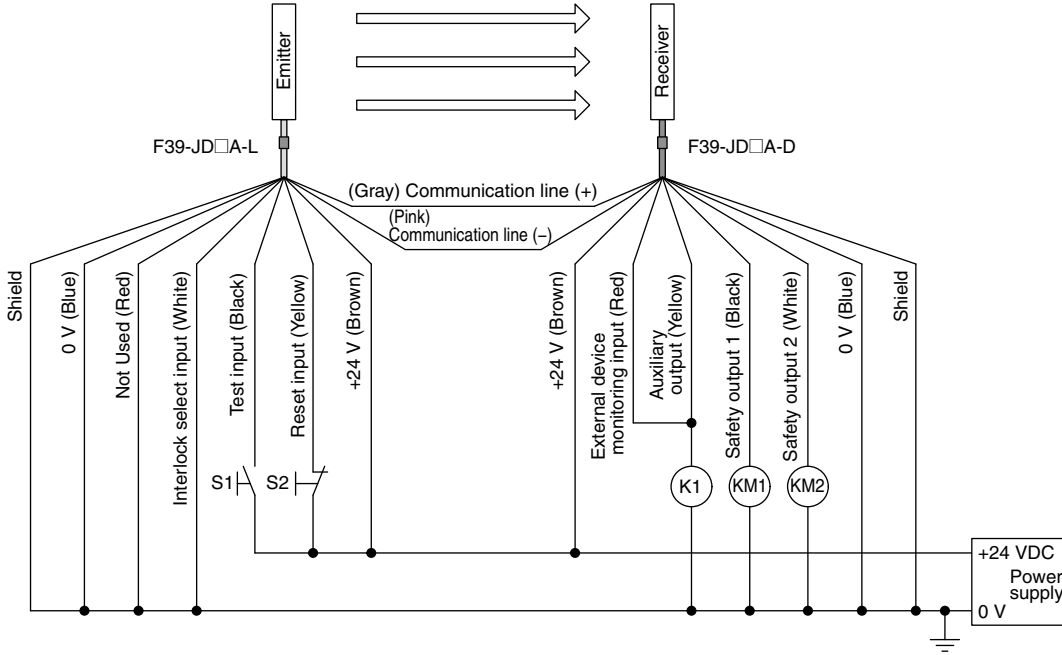 Emitter
Receiver
F39-JD□A-L
F39-JD□A-D
(Gray) Communication line (+)
(Pink)
Communication line (−)
Shield
0 V (Blue)
Not Used (Red)
Interlock select input (White)
Test input (Black)
Reset input (Yellow)
+24 V (Brown)
+24 V (Brown)
External device
monitoring input (Red)
Auxiliary
output (Yellow)
Safety output 1 (Black)
Safety output 2 (White)
0 V (Blue)
Shield
S1
S2
K1
KM1
KM2
+24 VDC
Power
supply
0 V